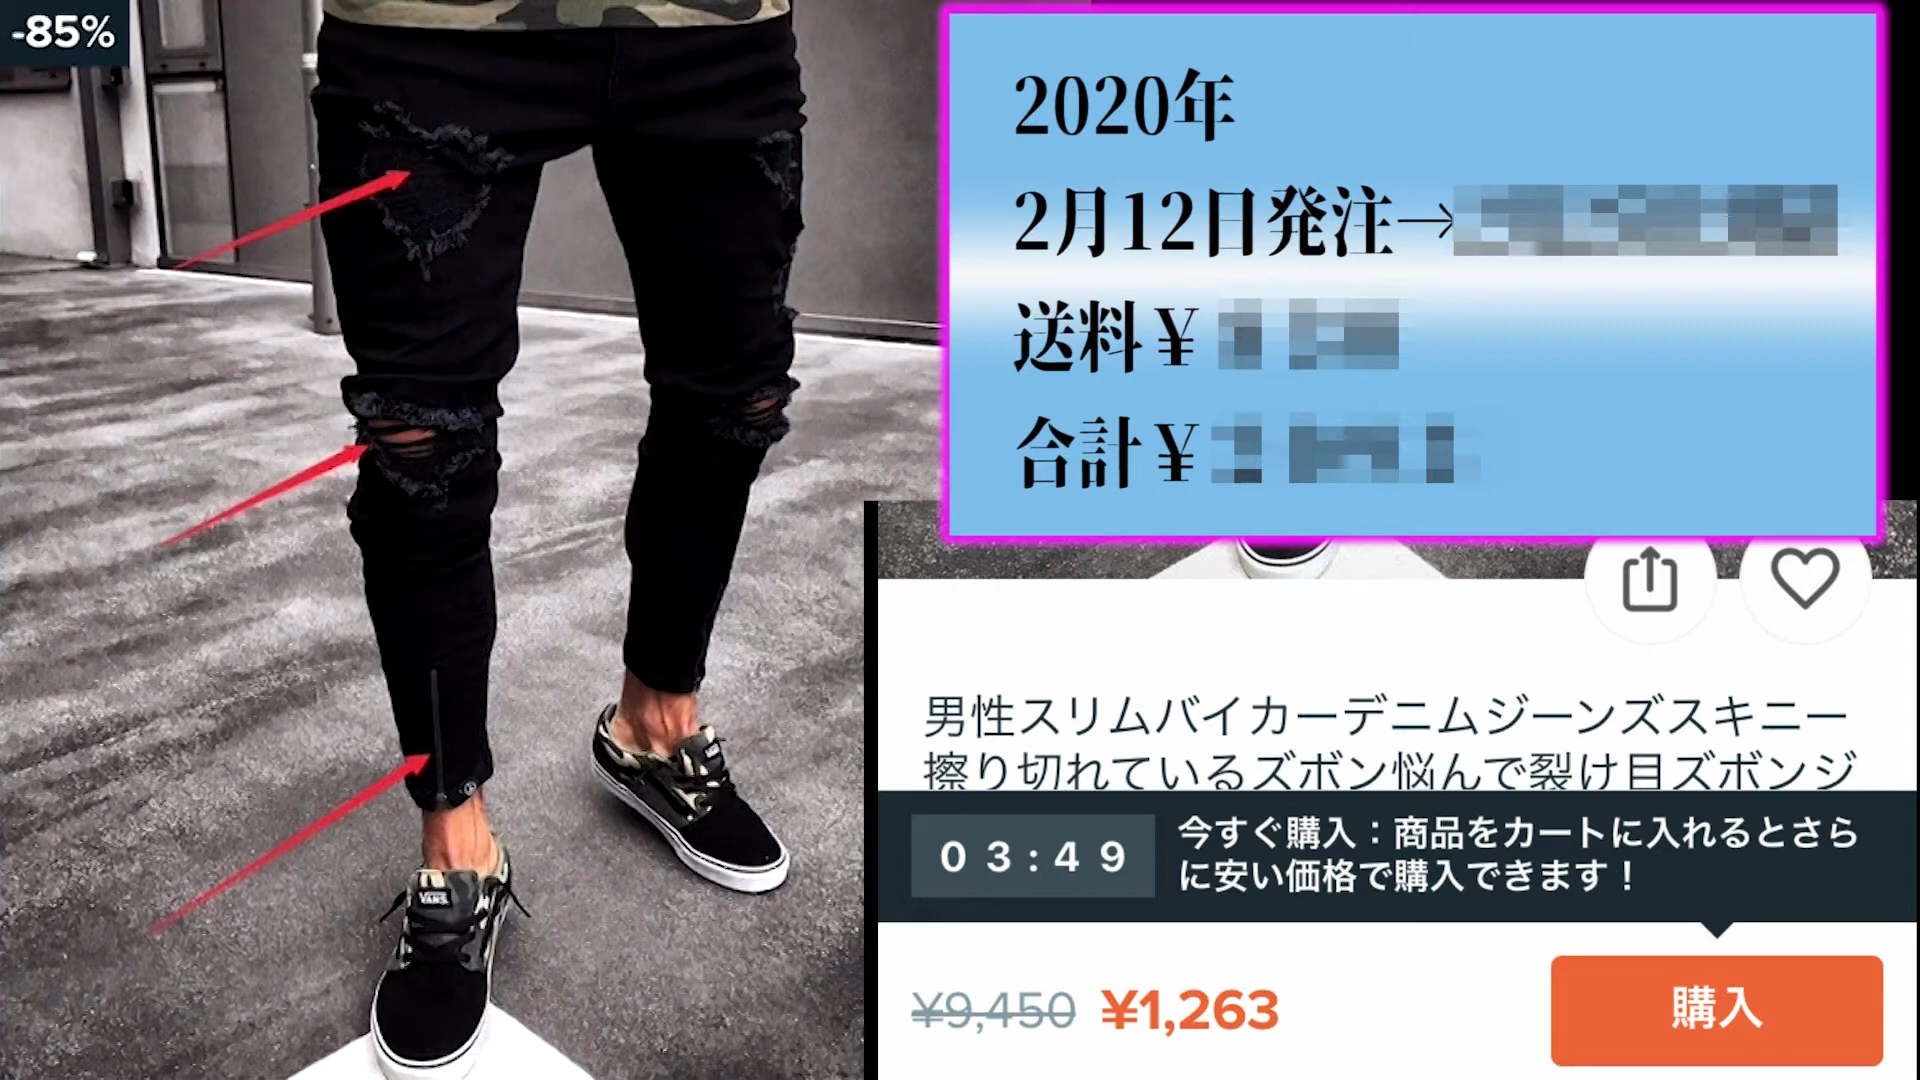 -85%
2020年
2月12日発注→
送料￥
合計￥
男性スリムバイカーデニムジーンズスキニー
擦り切れているズボン悩んで裂け目ズボンジ
03:49
今すぐ購入：商品をカートに入れるとさら
に安い価格で購入できます！
¥9,450 ¥1,263
購入
VANS